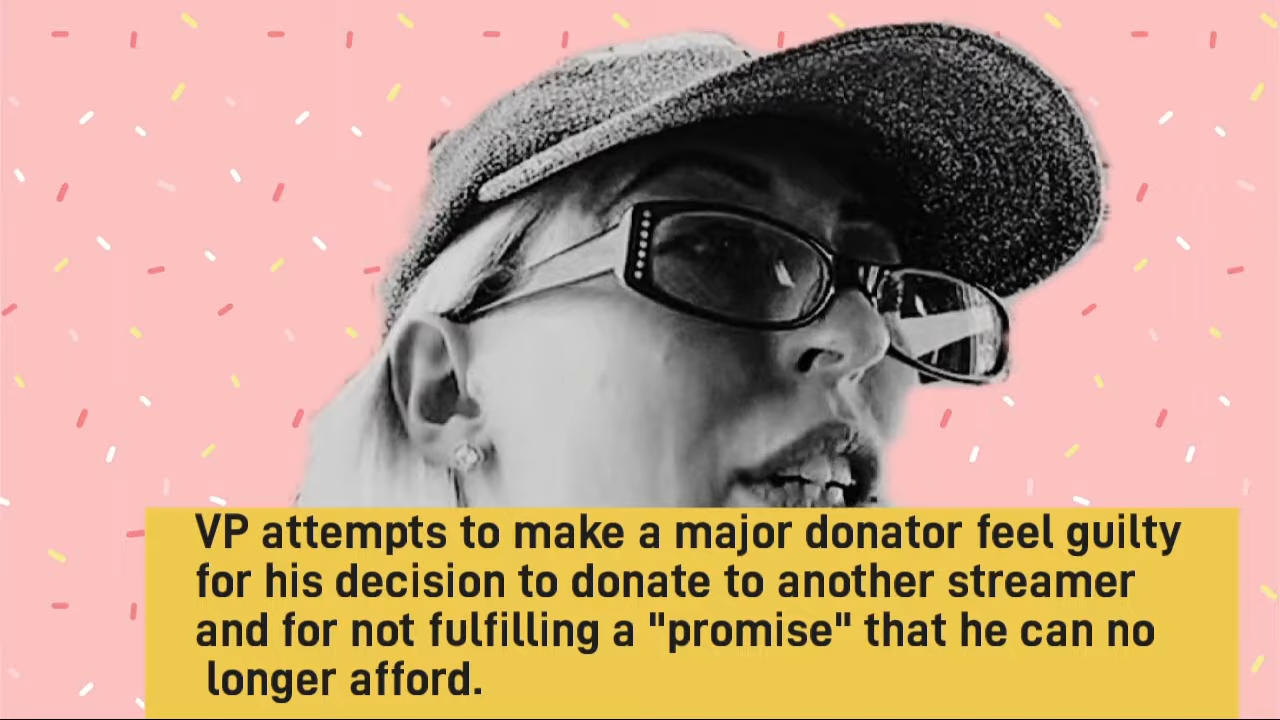 VP attempts to make a major donator feel guilty
for his decision to donate to another streamer
and for not fulfilling a "promise" that he can no
longer afford.